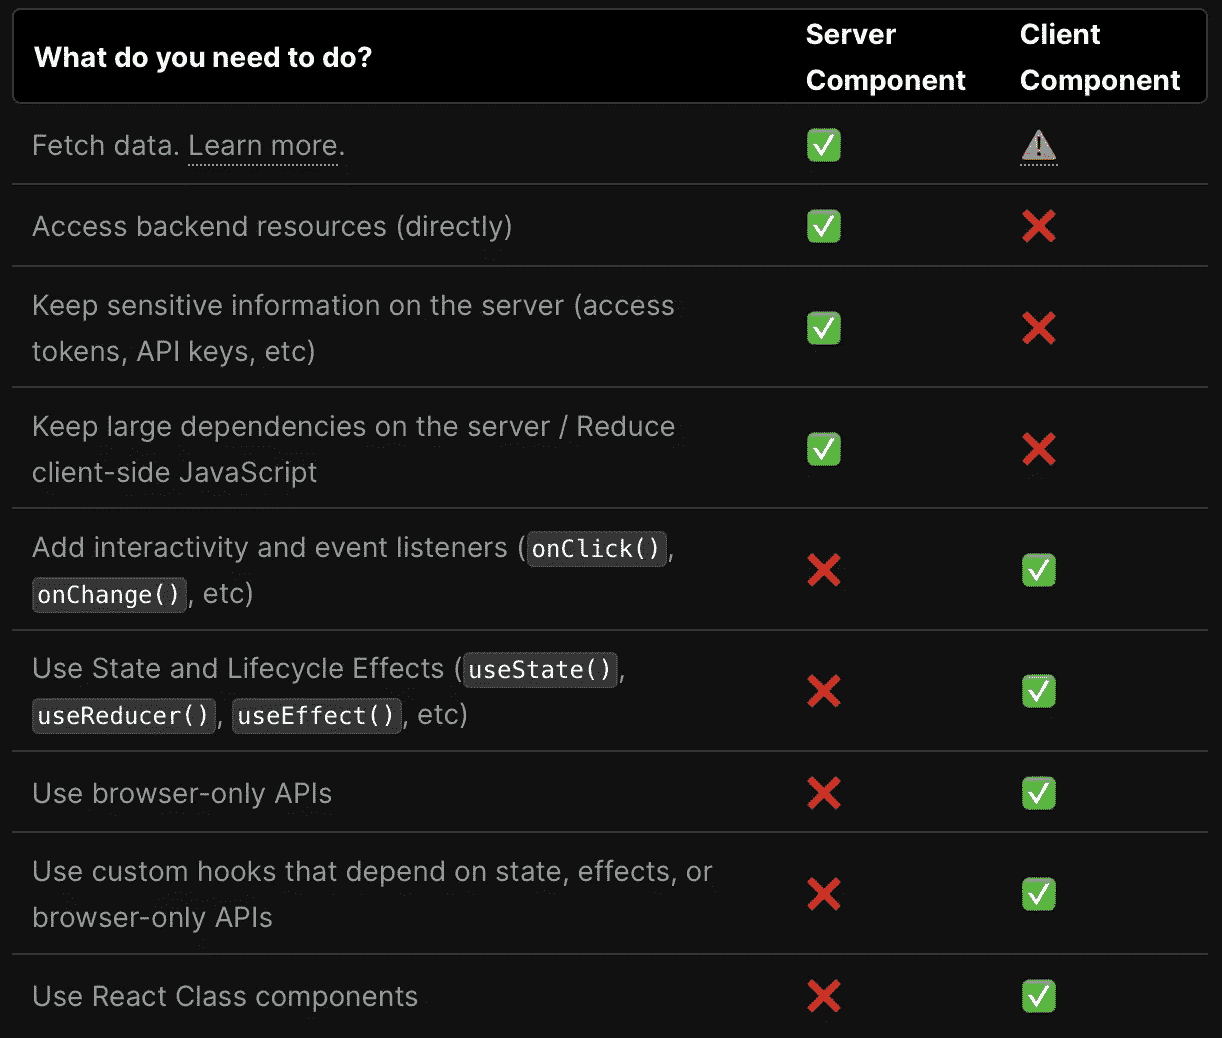 What do you need to do?
Server
Component
Client
Component
Fetch data. Learn more.
Access backend resources (directly)
Keep sensitive information on the server (access
tokens, API keys, etc)
Keep large dependencies on the server / Reduce
client-side JavaScript
Add interactivity and event listeners (onClick(),
onChange(), etc)
Use State and Lifecycle Effects (useState(),
useReducer(), useEffect(), etc)
Use browser-only APIs
Use custom hooks that depend on state, effects, or
browser-only APIs
Use React Class components